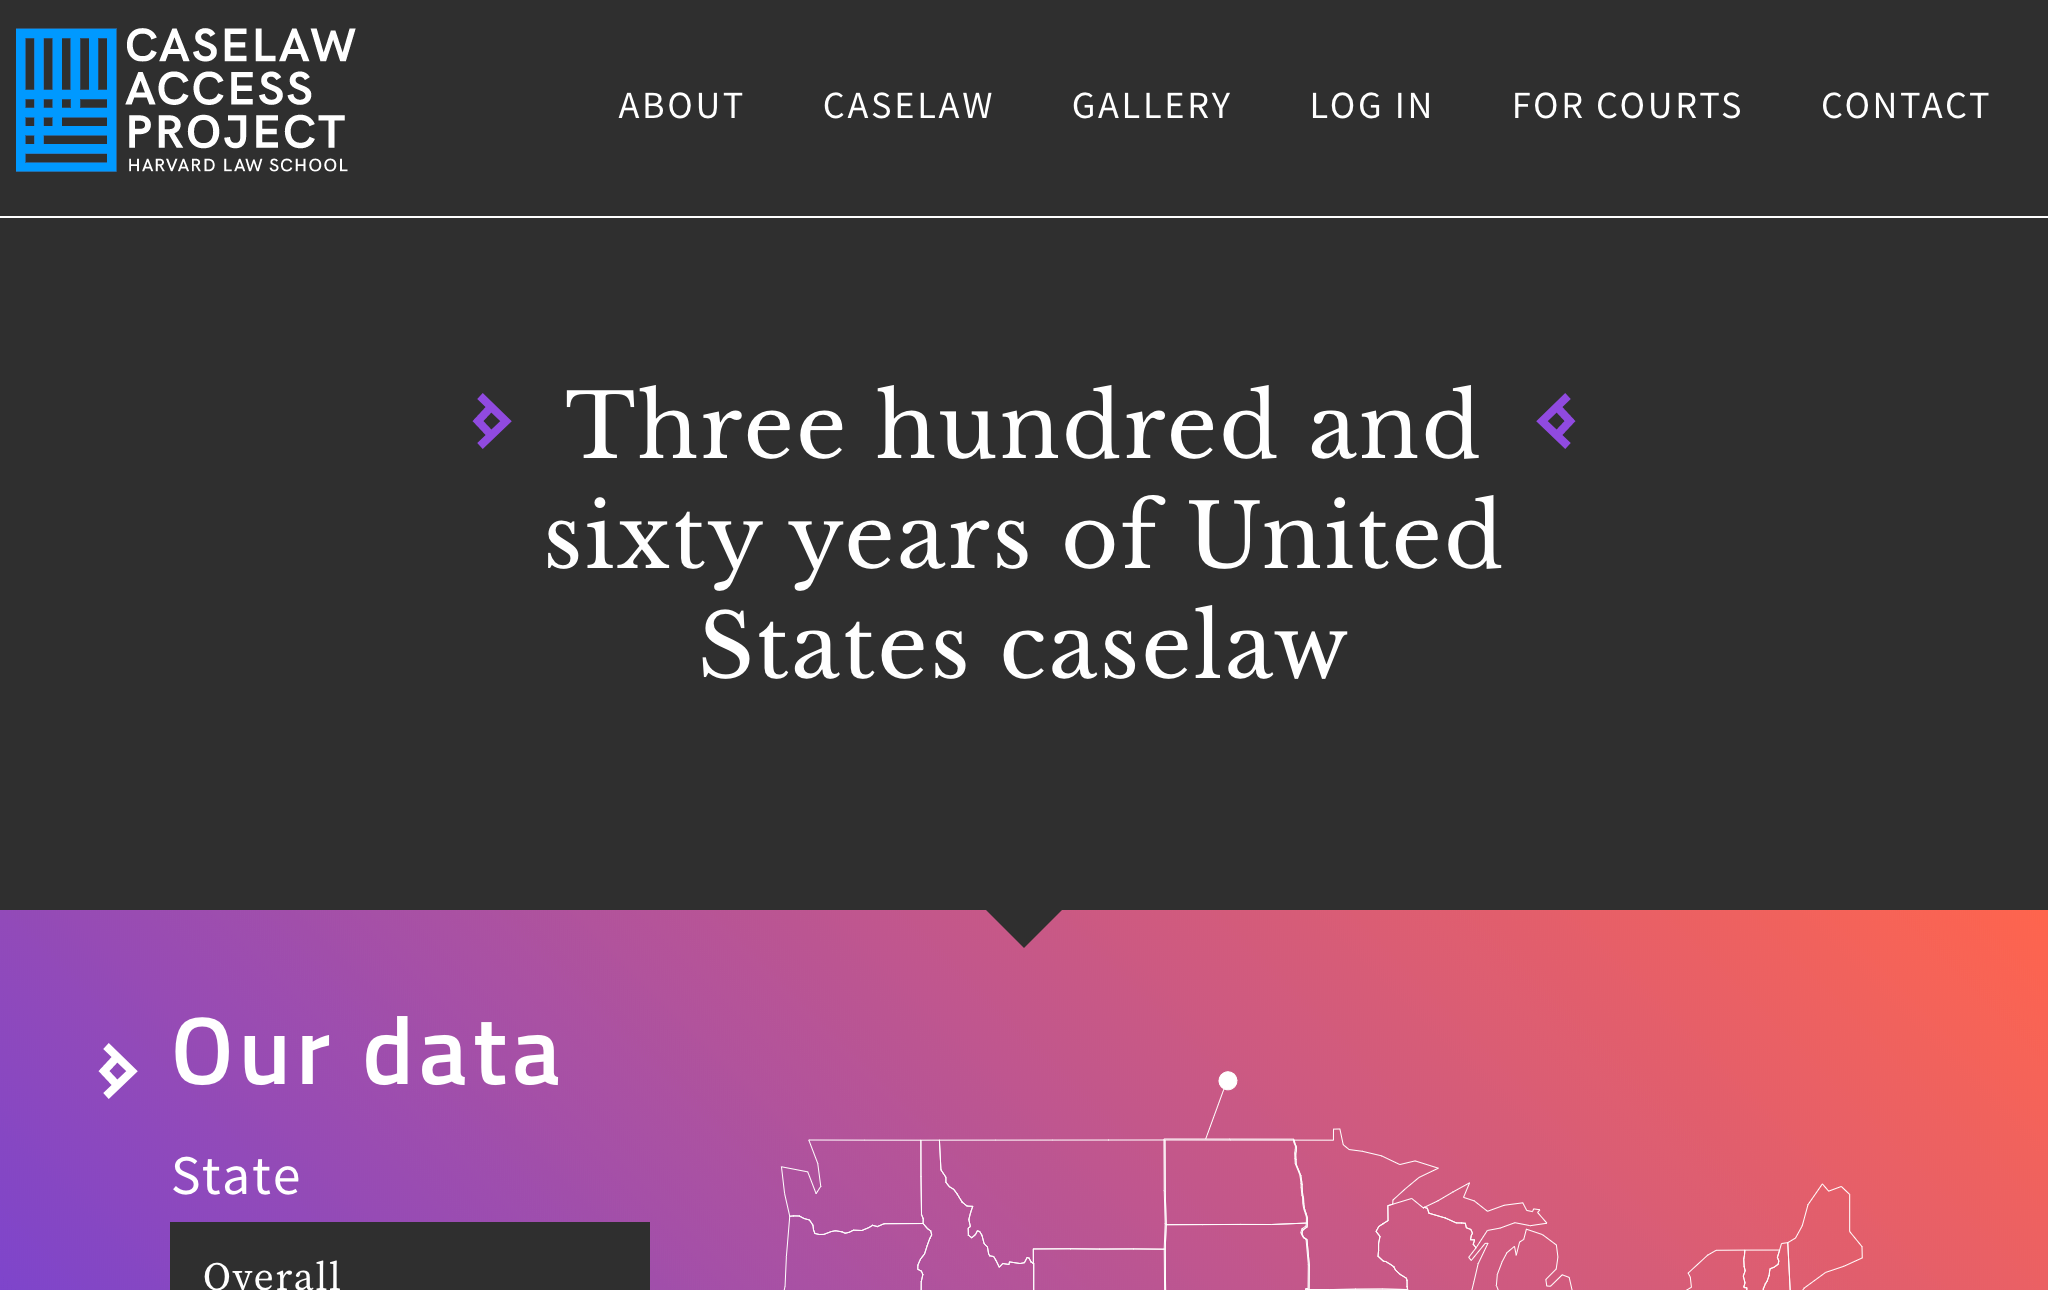 CASELAW
ACCESS
PROJECT
HARVARD LAW SCHOOL
ABOUT CASELAW GALLERY LOG IN FOR COURTS CONTACT
Three hundred and
sixty years of United
States caselaw
Our data
State
Overall